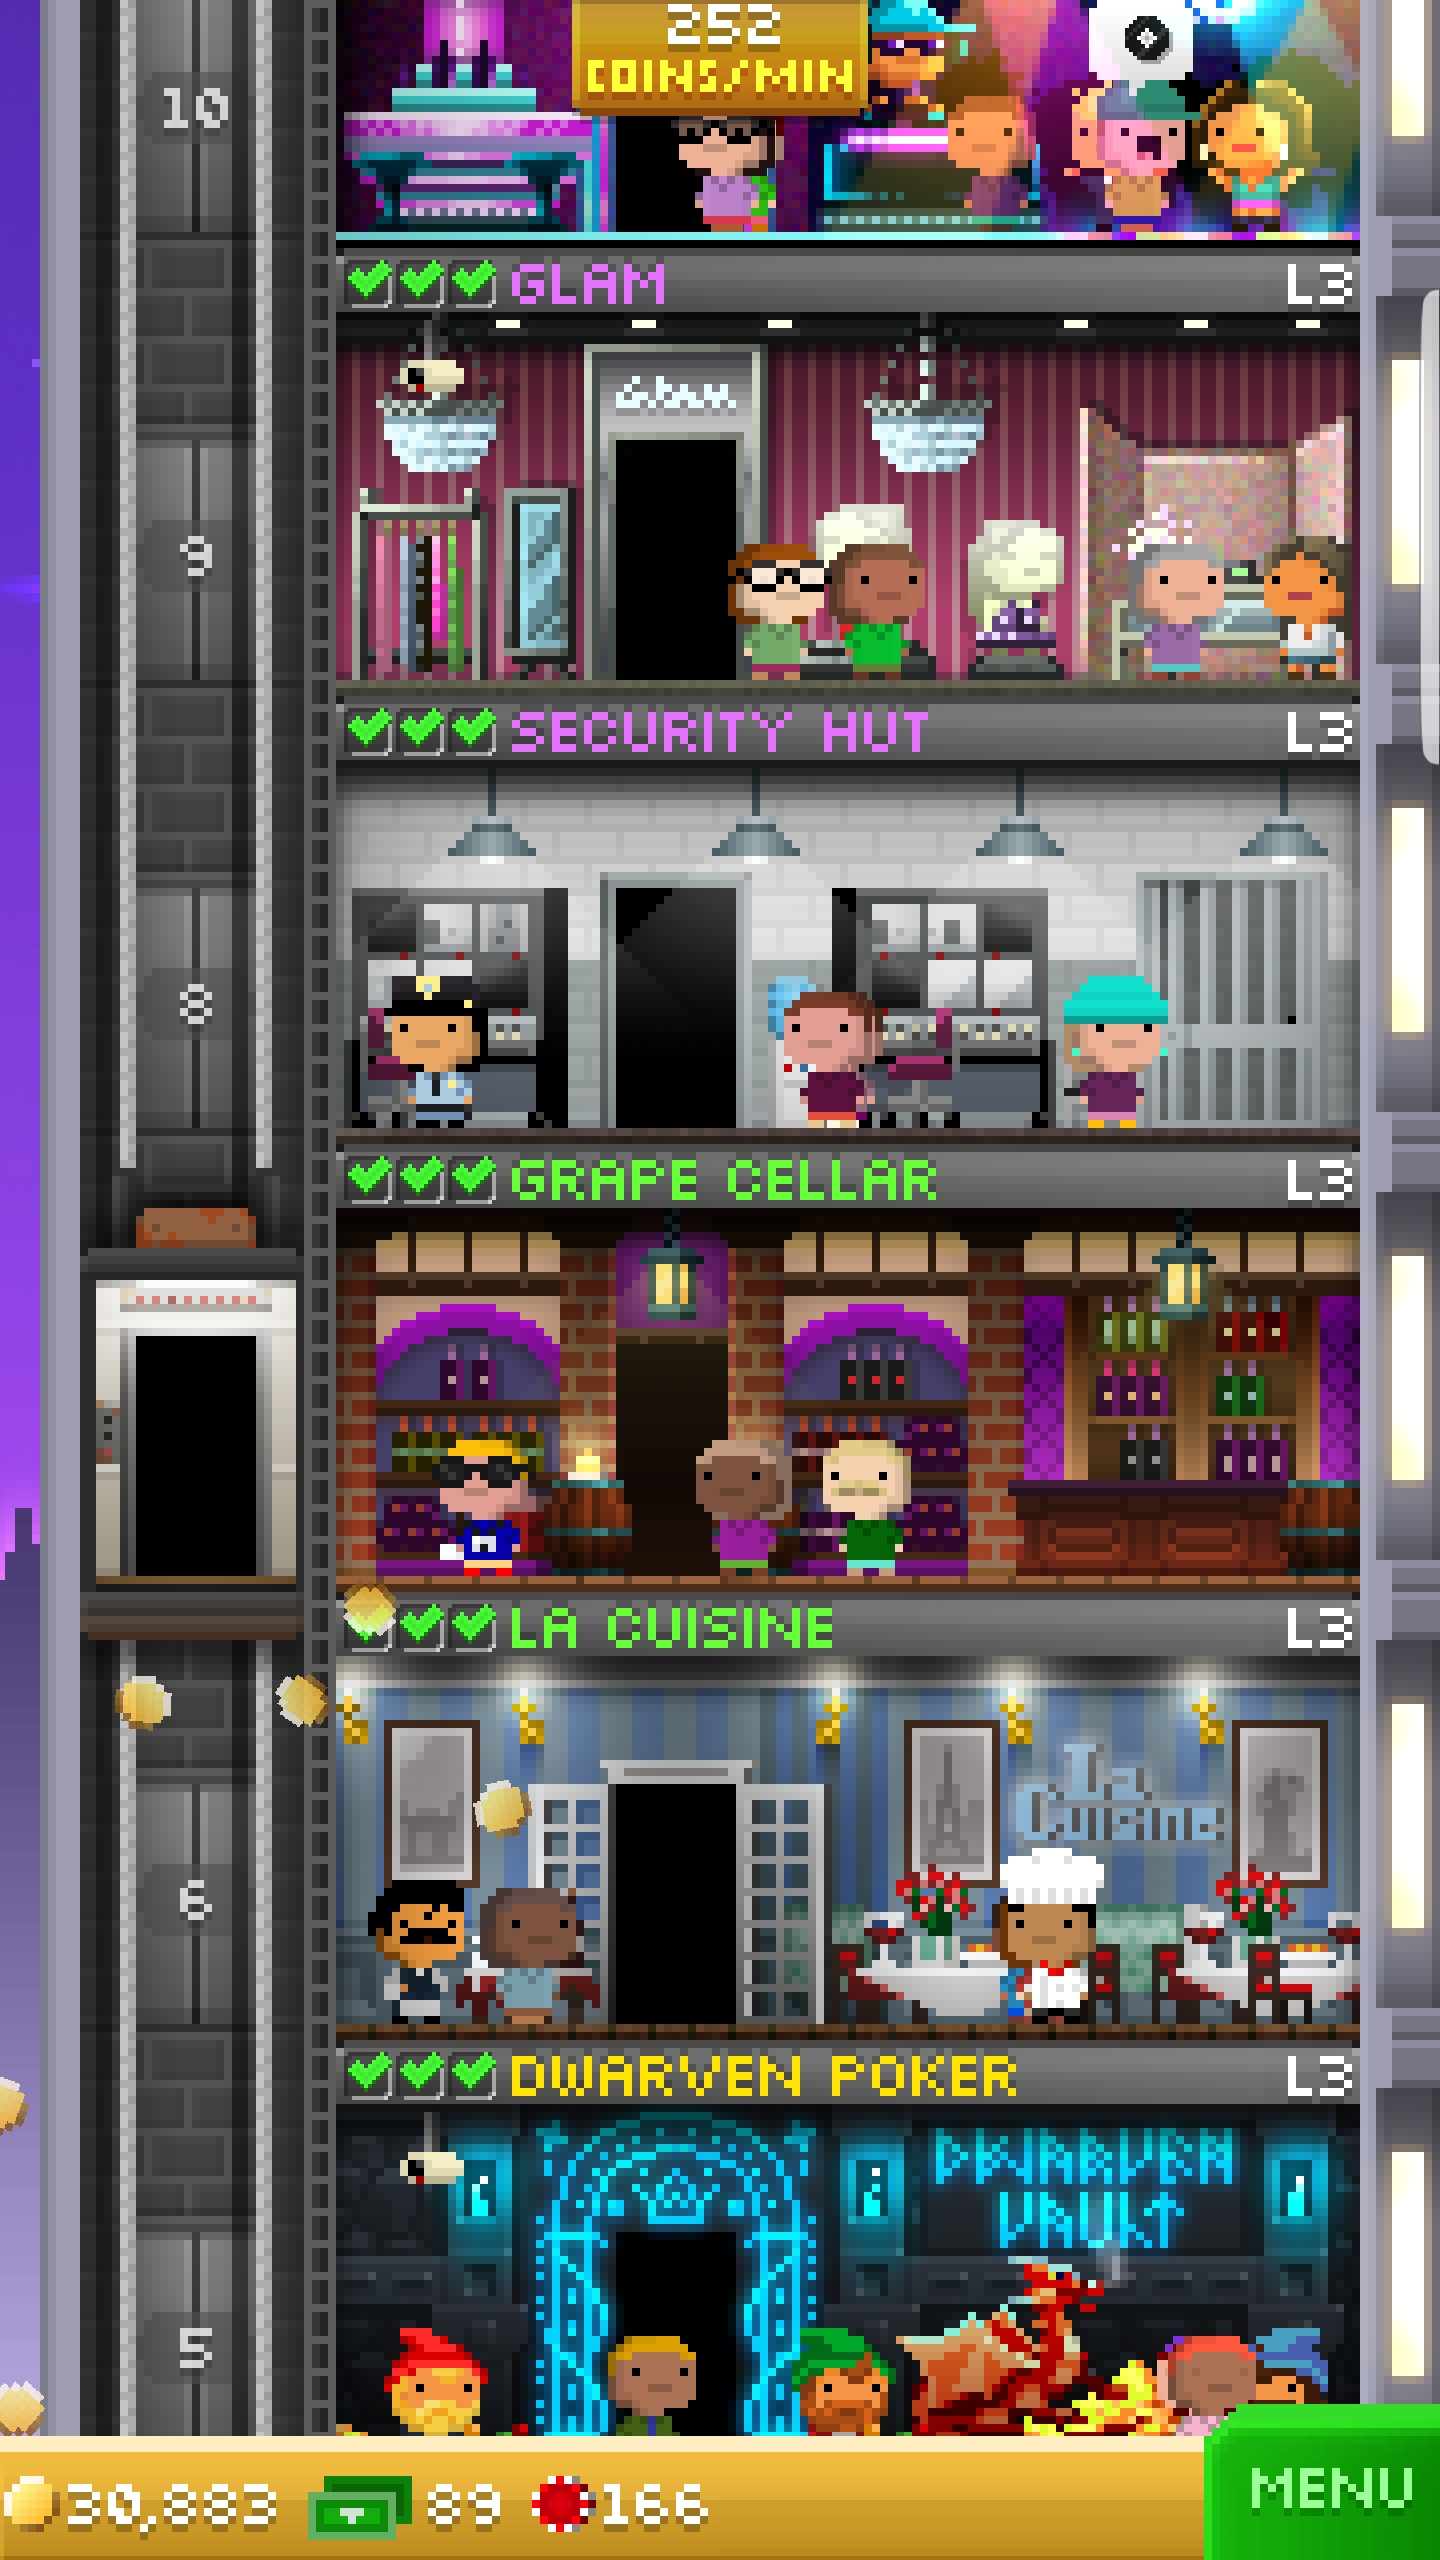 252
COINS/MIN
10
GLAM L3
Glam
9
SECURITY HUT L3
8
GRAPE CELLAR L3
LA CUISINE L3
La
Cuisine
6
DWARVEN POKER L3
DWARVEN
VAULT
5
30,883 89 166
MENU